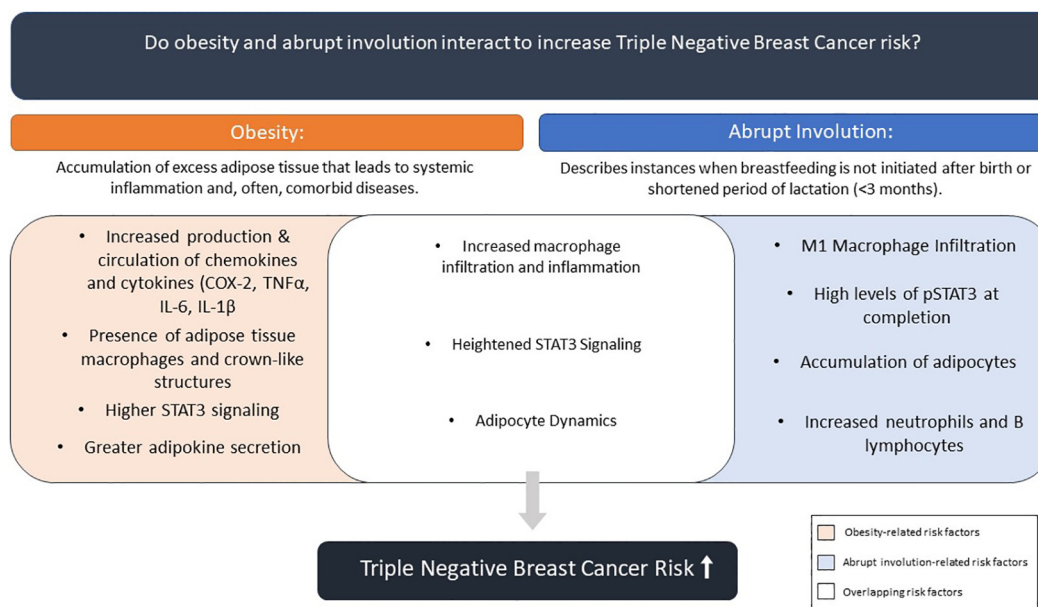 Do obesity and abrupt involution interact to increase Triple Negative Breast Cancer risk?
Obesity:
Accumulation of excess adipose tissue that leads to systemic
inflammation and, often, comorbid diseases.
Abrupt Involution:
Describes instances when breastfeeding is not initiated after birth or
shortened period of lactation (<3 months).
• Increased production &
circulation of chemokines
and cytokines (COX-2, TNFα,
IL-6, IL-1β
• Presence of adipose tissue
macrophages and crown-like
structures
• Higher STAT3 signaling
• Greater adipokine secretion
• Increased macrophage
infiltration and inflammation
• Heightened STAT3 Signaling
• Adipocyte Dynamics
• M1 Macrophage Infiltration
• High levels of pSTAT3 at
completion
• Accumulation of adipocytes
• Increased neutrophils and B
lymphocytes
Triple Negative Breast Cancer Risk ↑
Obesity-related risk factors
Abrupt involution-related risk factors
Overlapping risk factors